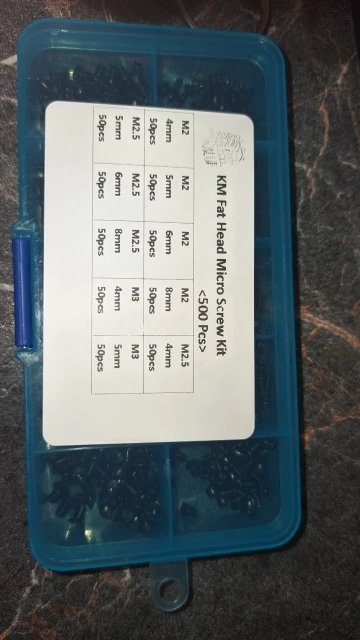 KM Fat Head Micro Screw Kit
<500 Pcs>
M2 M2 M2 M2 M2.5
4mm 5mm 6mm 8mm 4mm
50pcs 50pcs 50pcs 50pcs 50pcs
M2.5 M2.5 M2.5 M3 M3
5mm 6mm 8mm 4mm 5mm
50pcs 50pcs 50pcs 50pcs 50pcs